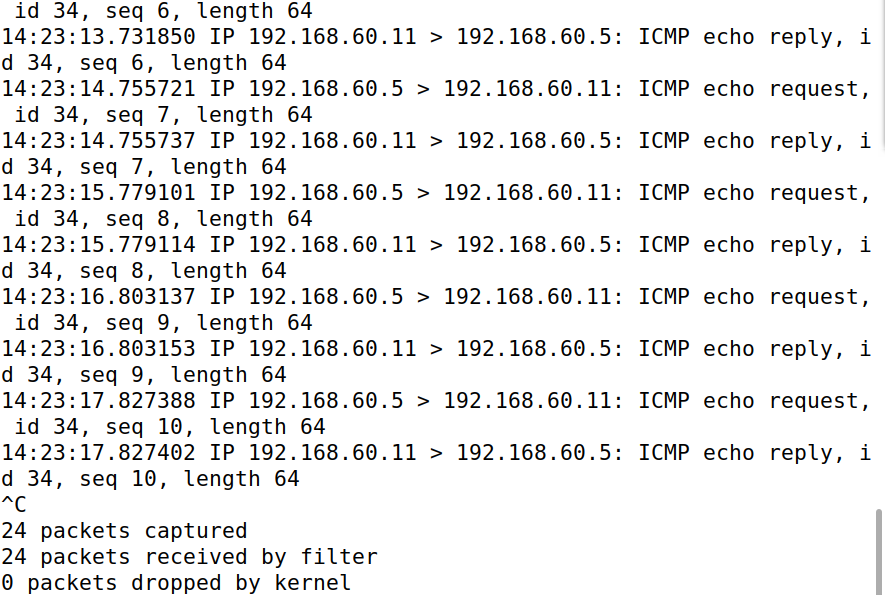 id 34, seq 6, length 64
14:23:13.731850 IP 192.168.60.11 > 192.168.60.5: ICMP echo reply, i
d 34, seq 6, length 64
14:23:14.755721 IP 192.168.60.5 > 192.168.60.11: ICMP echo request,
 id 34, seq 7, length 64
14:23:14.755737 IP 192.168.60.11 > 192.168.60.5: ICMP echo reply, i
d 34, seq 7, length 64
14:23:15.779101 IP 192.168.60.5 > 192.168.60.11: ICMP echo request,
 id 34, seq 8, length 64
14:23:15.779114 IP 192.168.60.11 > 192.168.60.5: ICMP echo reply, i
d 34, seq 8, length 64
14:23:16.803137 IP 192.168.60.5 > 192.168.60.11: ICMP echo request,
 id 34, seq 9, length 64
14:23:16.803153 IP 192.168.60.11 > 192.168.60.5: ICMP echo reply, i
d 34, seq 9, length 64
14:23:17.827388 IP 192.168.60.5 > 192.168.60.11: ICMP echo request,
 id 34, seq 10, length 64
14:23:17.827402 IP 192.168.60.11 > 192.168.60.5: ICMP echo reply, i
d 34, seq 10, length 64
^C
24 packets captured
24 packets received by filter
0 packets dropped by kernel